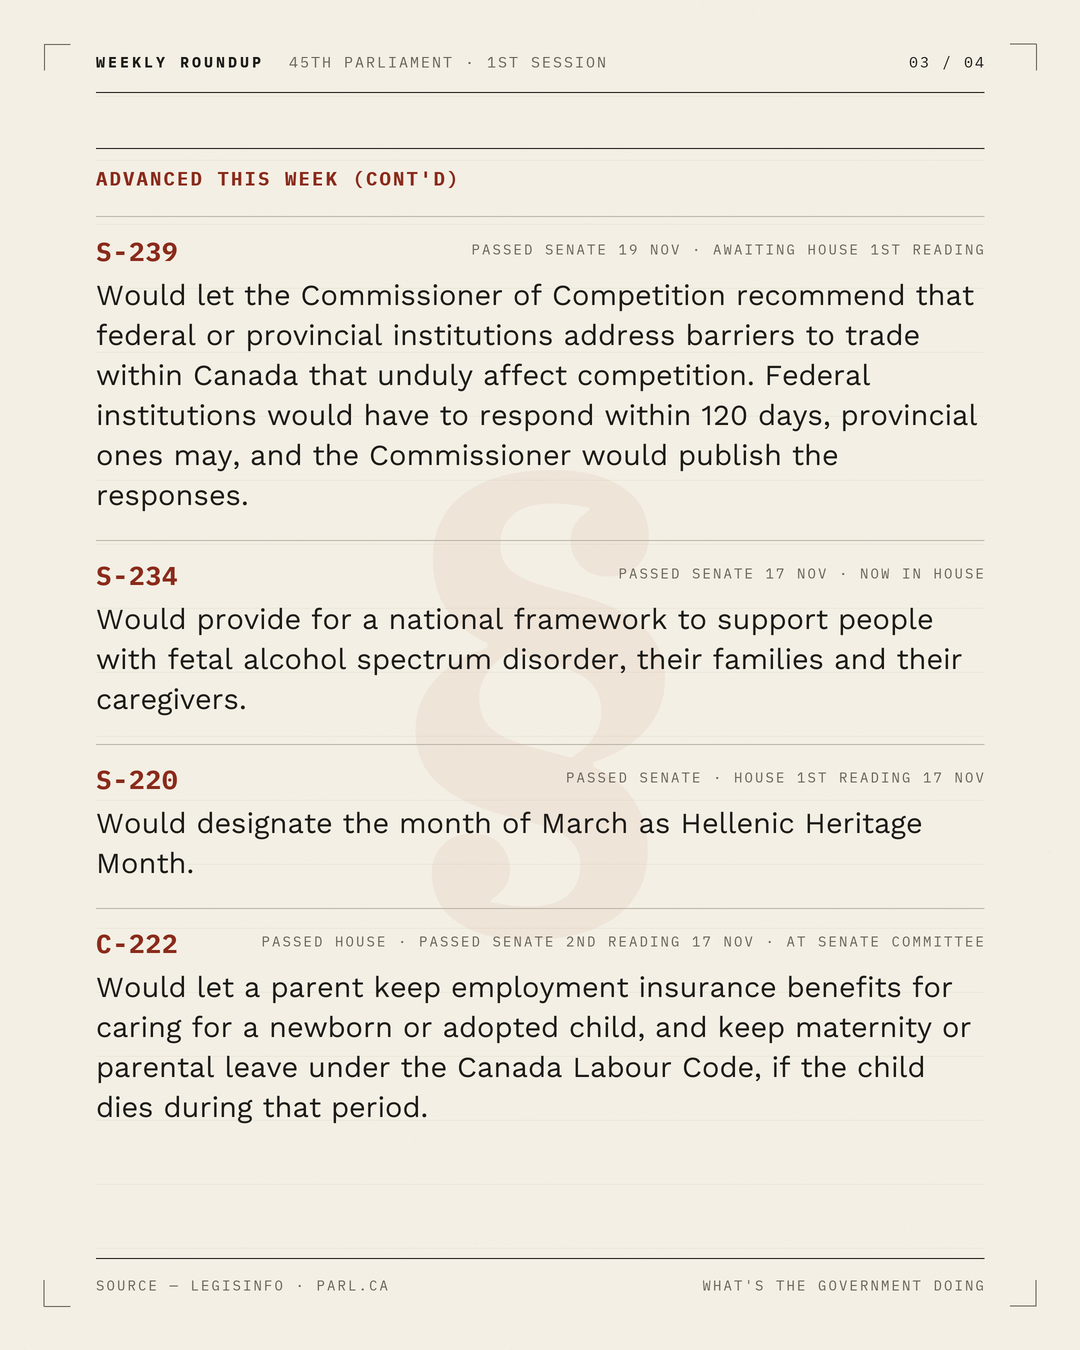 WEEKLY ROUNDUP 45TH PARLIAMENT · 1ST SESSION 03 / 04
ADVANCED THIS WEEK (CONT'D)
S-239 PASSED SENATE 19 NOV · AWAITING HOUSE 1ST READING
Would let the Commissioner of Competition recommend that
federal or provincial institutions address barriers to trade
within Canada that unduly affect competition. Federal
institutions would have to respond within 120 days, provincial
ones may, and the Commissioner would publish the
responses.
S-234 PASSED SENATE 17 NOV · NOW IN HOUSE
Would provide for a national framework to support people
with fetal alcohol spectrum disorder, their families and their
caregivers.
S-220 PASSED SENATE · HOUSE 1ST READING 17 NOV
Would designate the month of March as Hellenic Heritage
Month.
C-222 PASSED HOUSE · PASSED SENATE 2ND READING 17 NOV · AT SENATE COMMITTEE
Would let a parent keep employment insurance benefits for
caring for a newborn or adopted child, and keep maternity or
parental leave under the Canada Labour Code, if the child
dies during that period.
SOURCE — LEGISINFO · PARL.CA WHAT'S THE GOVERNMENT DOING
§